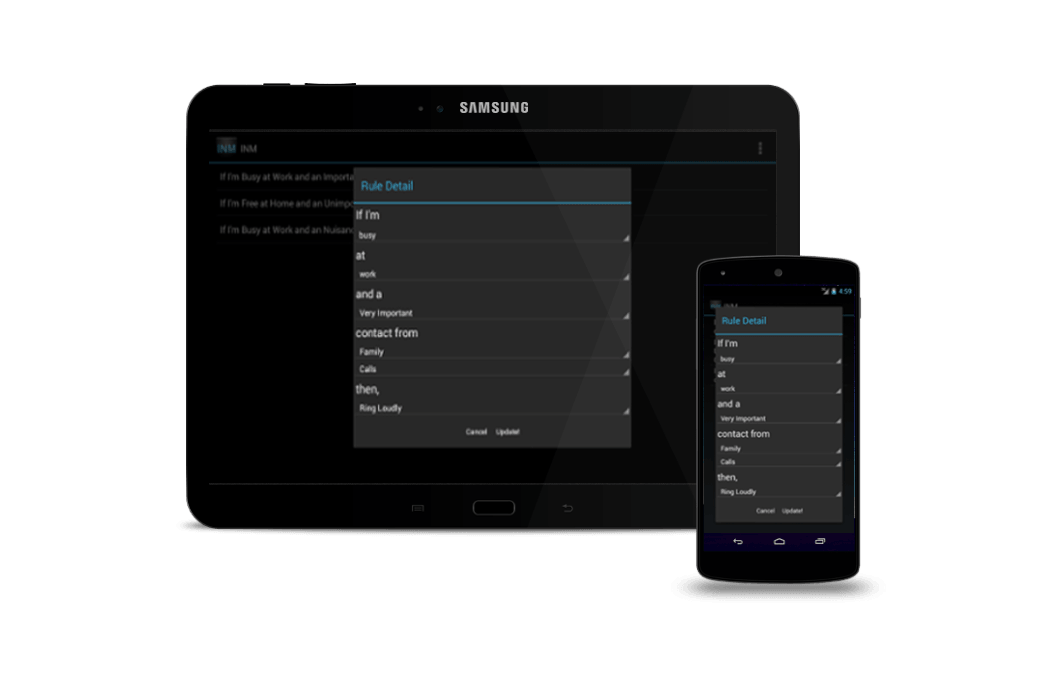 SAMSUNG
INM INM
If I'm Busy at Work and an Importa
If I'm Free at Home and an Unimpo
If I'm Busy at Work and an Nuisan
Rule Detail
If I'm
busy
at
work
and a
Very Important
contact from
Family
Calls
then,
Ring Loudly
Cancel Update!
4:59
INM
Rule Detail
If I'm
busy
at
work
and a
Very Important
contact from
Family
Calls
then,
Ring Loudly
Cancel Update!